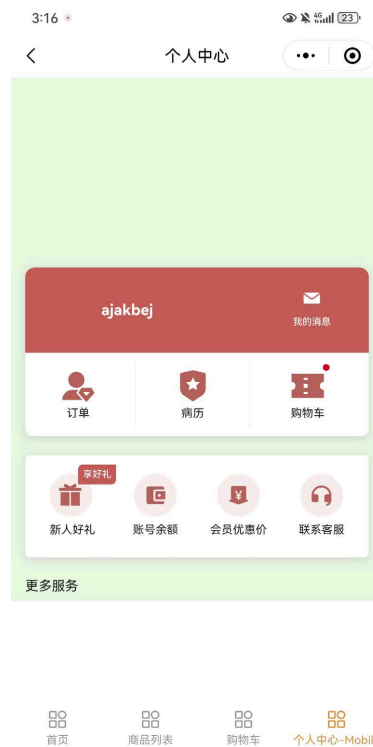 3:16
4G
23
个人中心
ajakbej
我的消息
订单
病历
购物车
享好礼
新人好礼
账号余额
会员优惠价
联系客服
更多服务
首页
商品列表
购物车
个人中心-Mobil